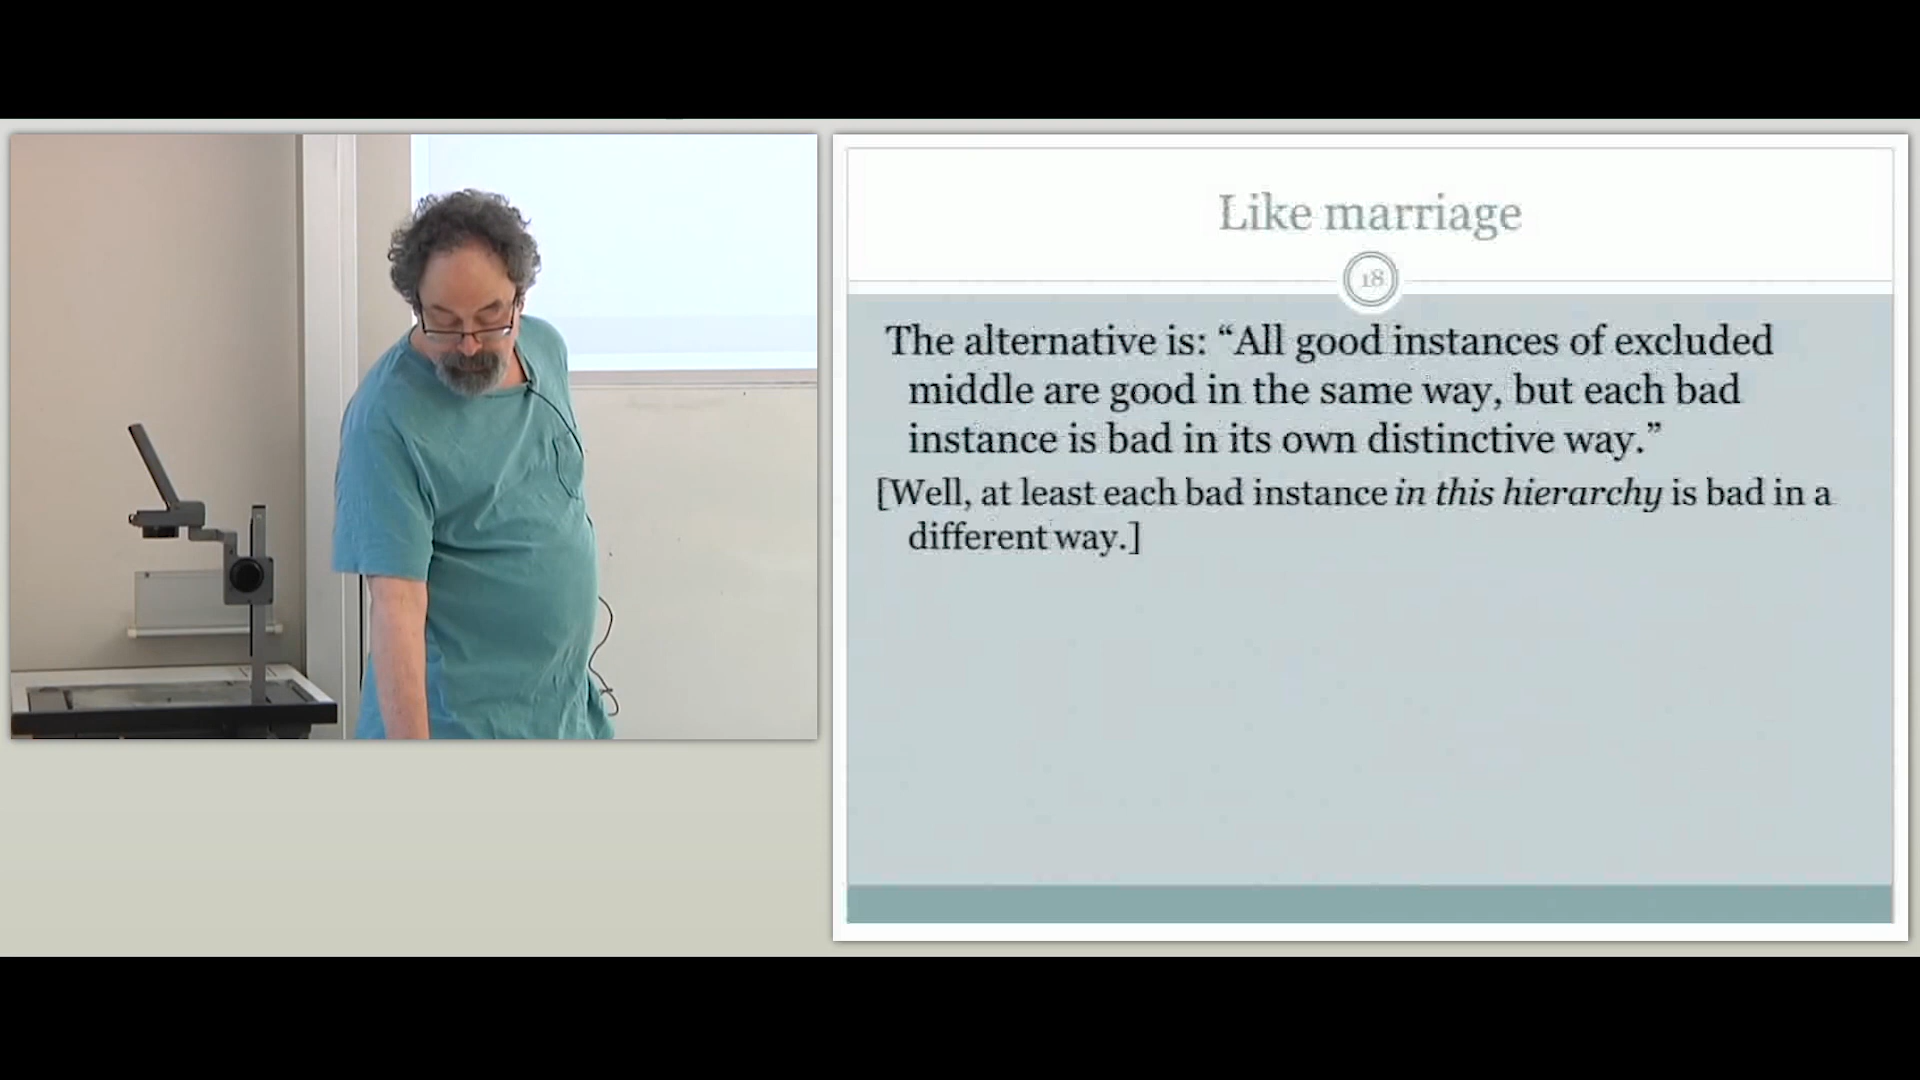 Like marriage
18
The alternative is: “All good instances of excluded
middle are good in the same way, but each bad
instance is bad in its own distinctive way.”
[Well, at least each bad instance in this hierarchy is bad in a
different way.]